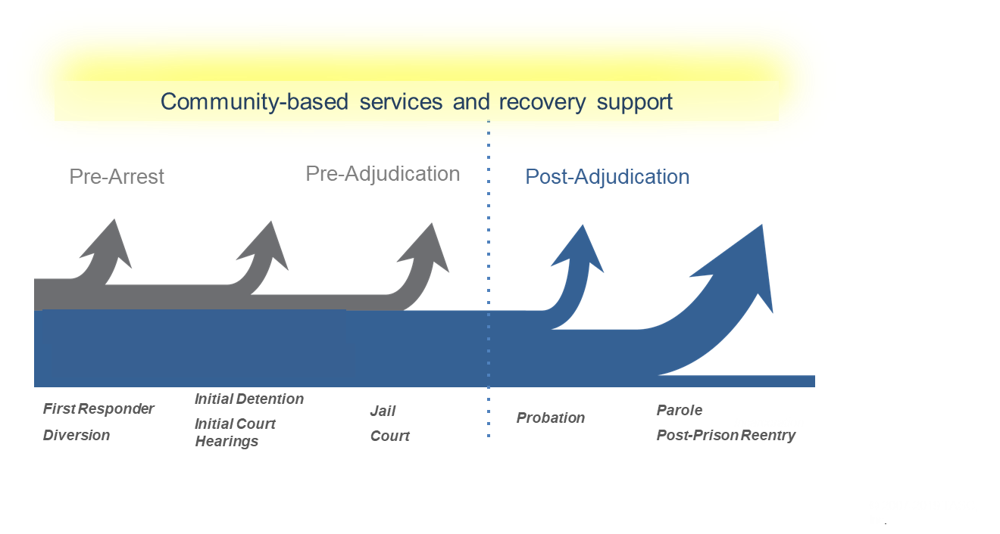 Community-based services and recovery support
Pre-Arrest
Pre-Adjudication
Post-Adjudication
First Responder
Diversion
Initial Detention
Initial Court
Hearings
Jail
Court
Probation
Parole
Post-Prison Reentry